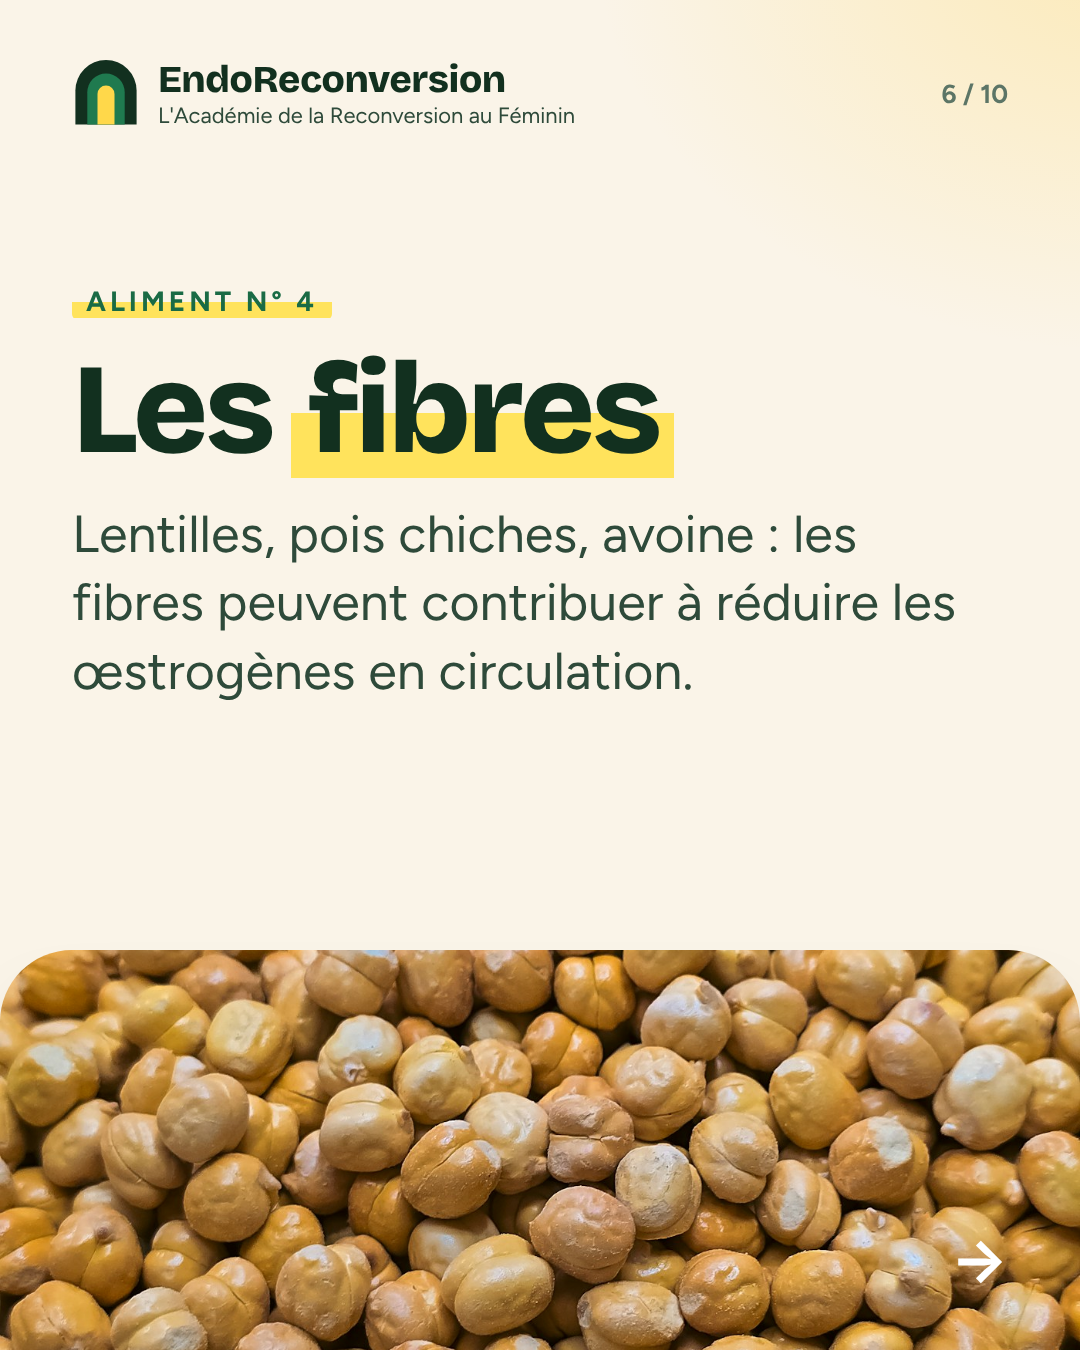 EndoReconversion
L'Académie de la Reconversion au Féminin
6 / 10
ALIMENT N° 4
Les fibres
Lentilles, pois chiches, avoine : les
fibres peuvent contribuer à réduire les
œstrogènes en circulation.